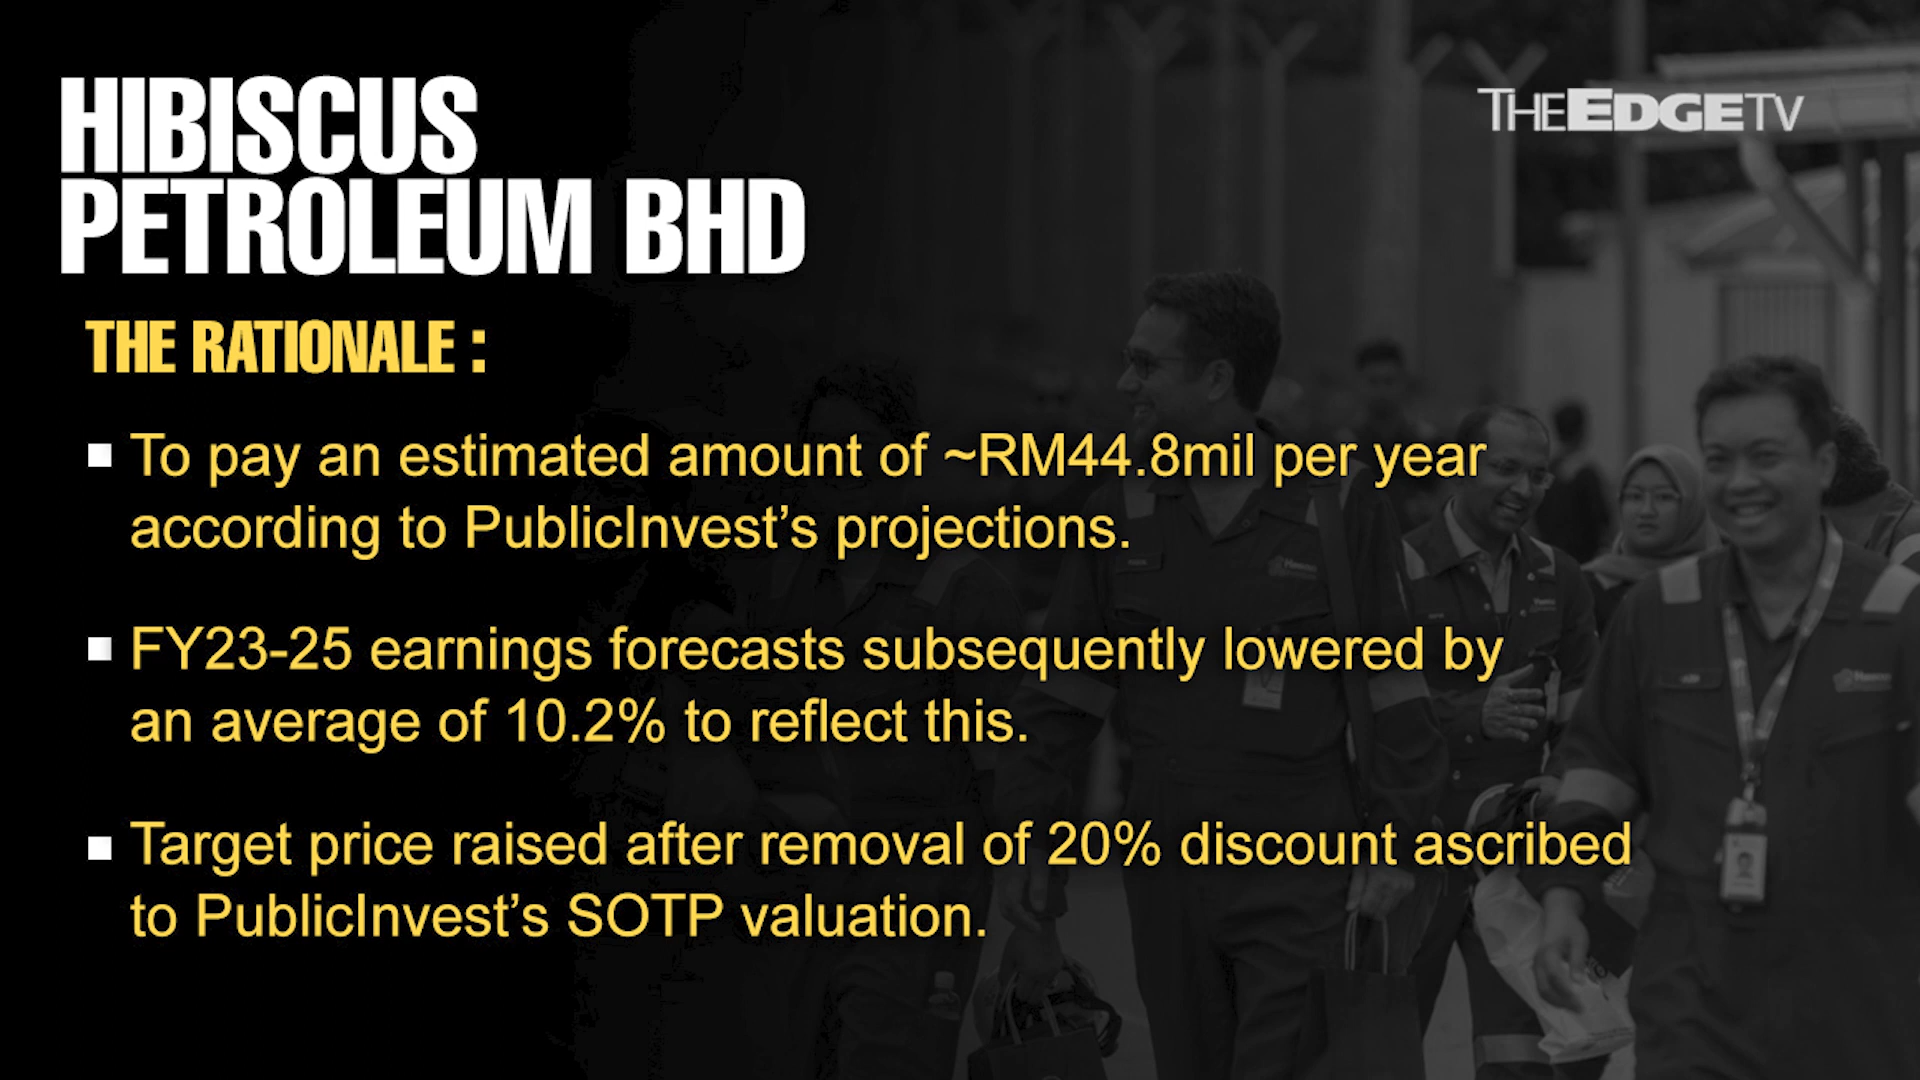 HIBISCUS
PETROLEUM BHD
THEEDGETV
THE RATIONALE :
To pay an estimated amount of ~RM44.8mil per year
according to PublicInvest’s projections.
FY23-25 earnings forecasts subsequently lowered by
an average of 10.2% to reflect this.
Target price raised after removal of 20% discount ascribed
to PublicInvest’s SOTP valuation.